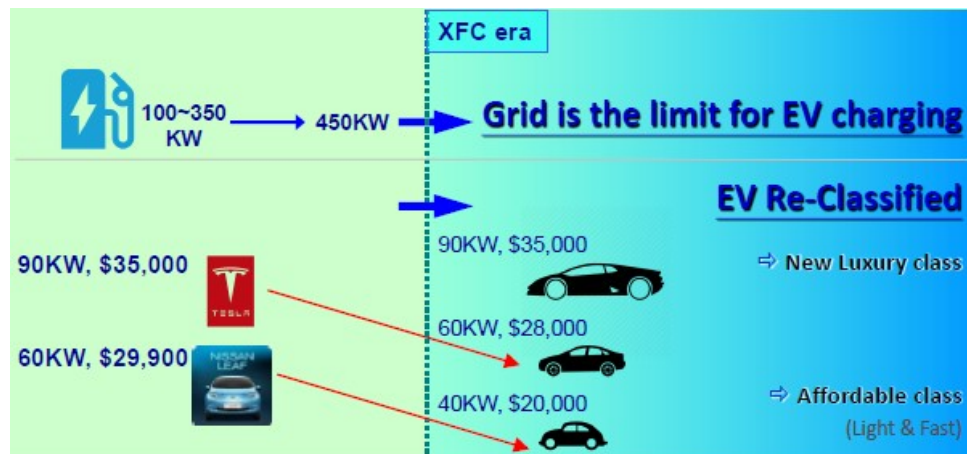 XFC era
100~350
KW
450KW
Grid is the limit for EV charging
EV Re-Classified
90KW, $35,000
TESLA
60KW, $29,900
NISSAN
LEAF
90KW, $35,000
⇨ New Luxury class
60KW, $28,000
40KW, $20,000
⇨ Affordable class
(Light & Fast)